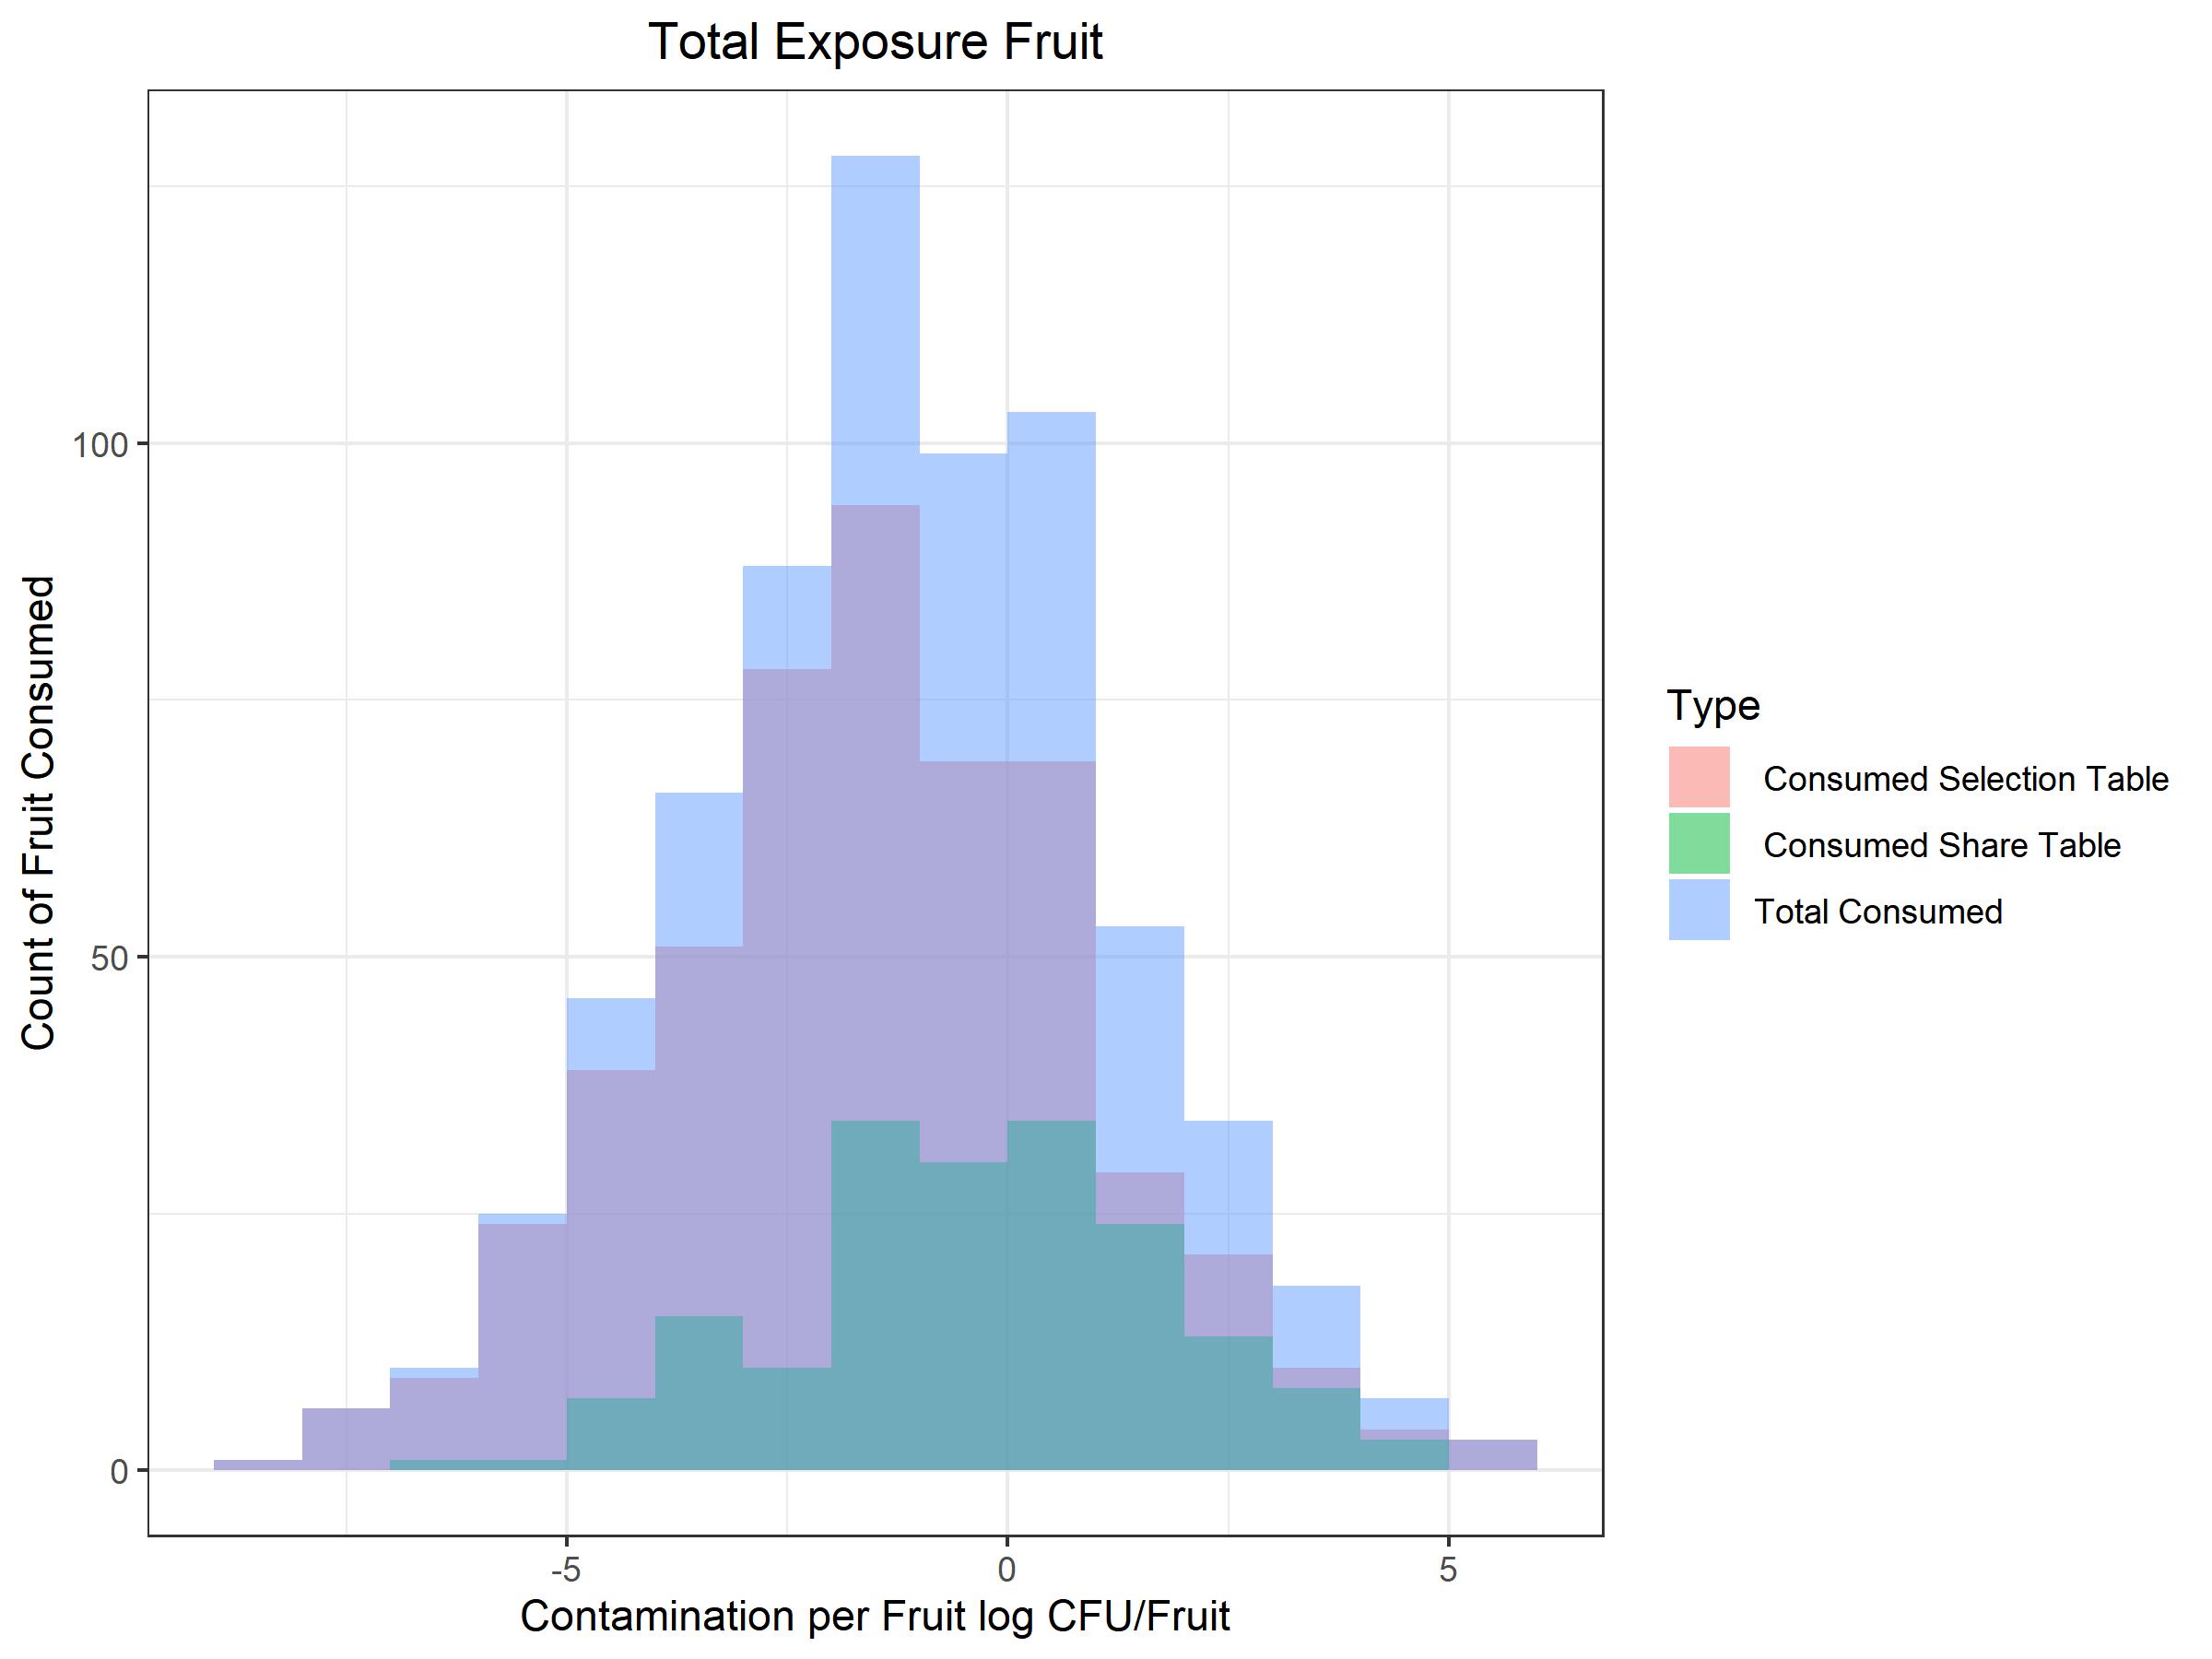 Total Exposure Fruit
Count of Fruit Consumed
100
50
0
-5
0
5
Contamination per Fruit log CFU/Fruit
Type
Consumed Selection Table
Consumed Share Table
Total Consumed